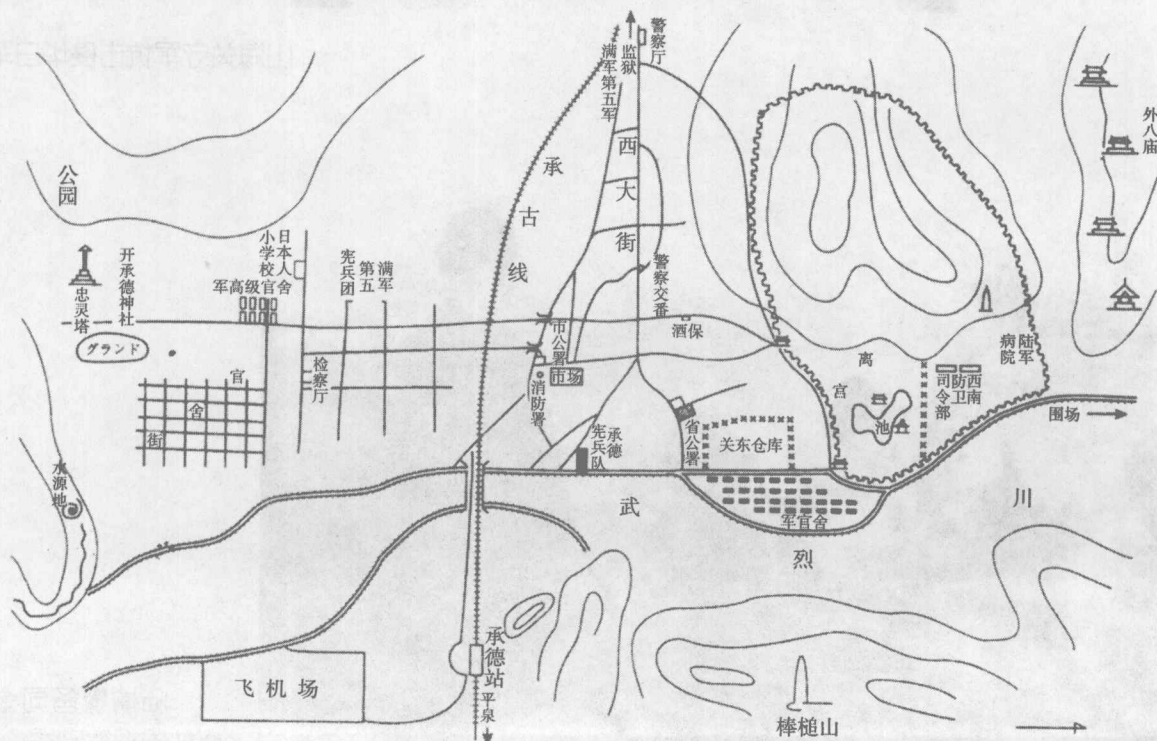 警察厅
监狱
满军第五军
外八庙
西大街
承古线
公园
开承德神社
忠灵塔
グランド
日本人
小学校
军高级官舍
满军
第五
宪兵团
警察交番
酒保
市公署
市场
消防署
检察厅
官舍街
水源地
承德
宪兵队
省公署
关东仓库
军官舍
离宫
池
陆军
病院
西南
防卫
司令部
围场
武烈川
承德站
平泉
飞机场
棒槌山